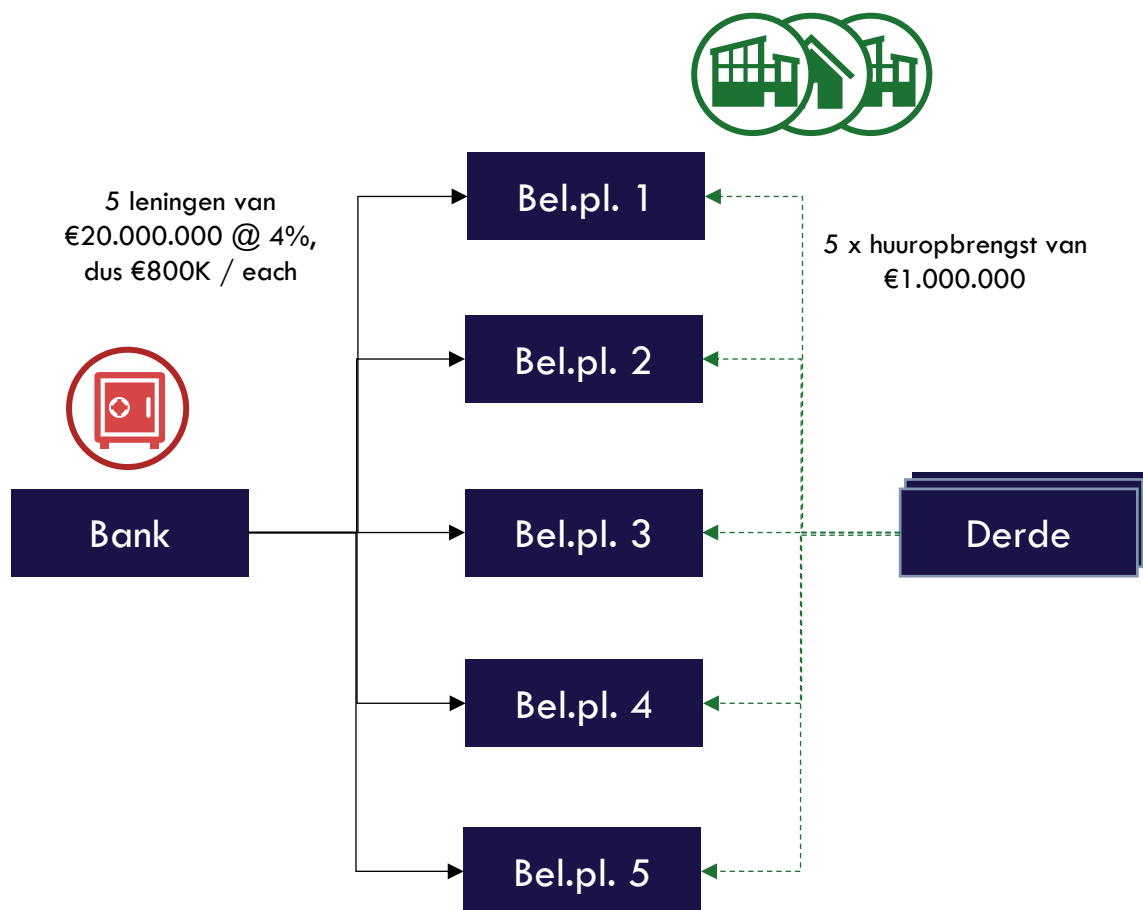 5 leningen van
€20.000.000 @ 4%,
dus €800K / each
Bel.pl. 1
5 x huuropbrengst van
€1.000.000
Bel.pl. 2
Bank
Bel.pl. 3
Derde
Bel.pl. 4
Bel.pl. 5